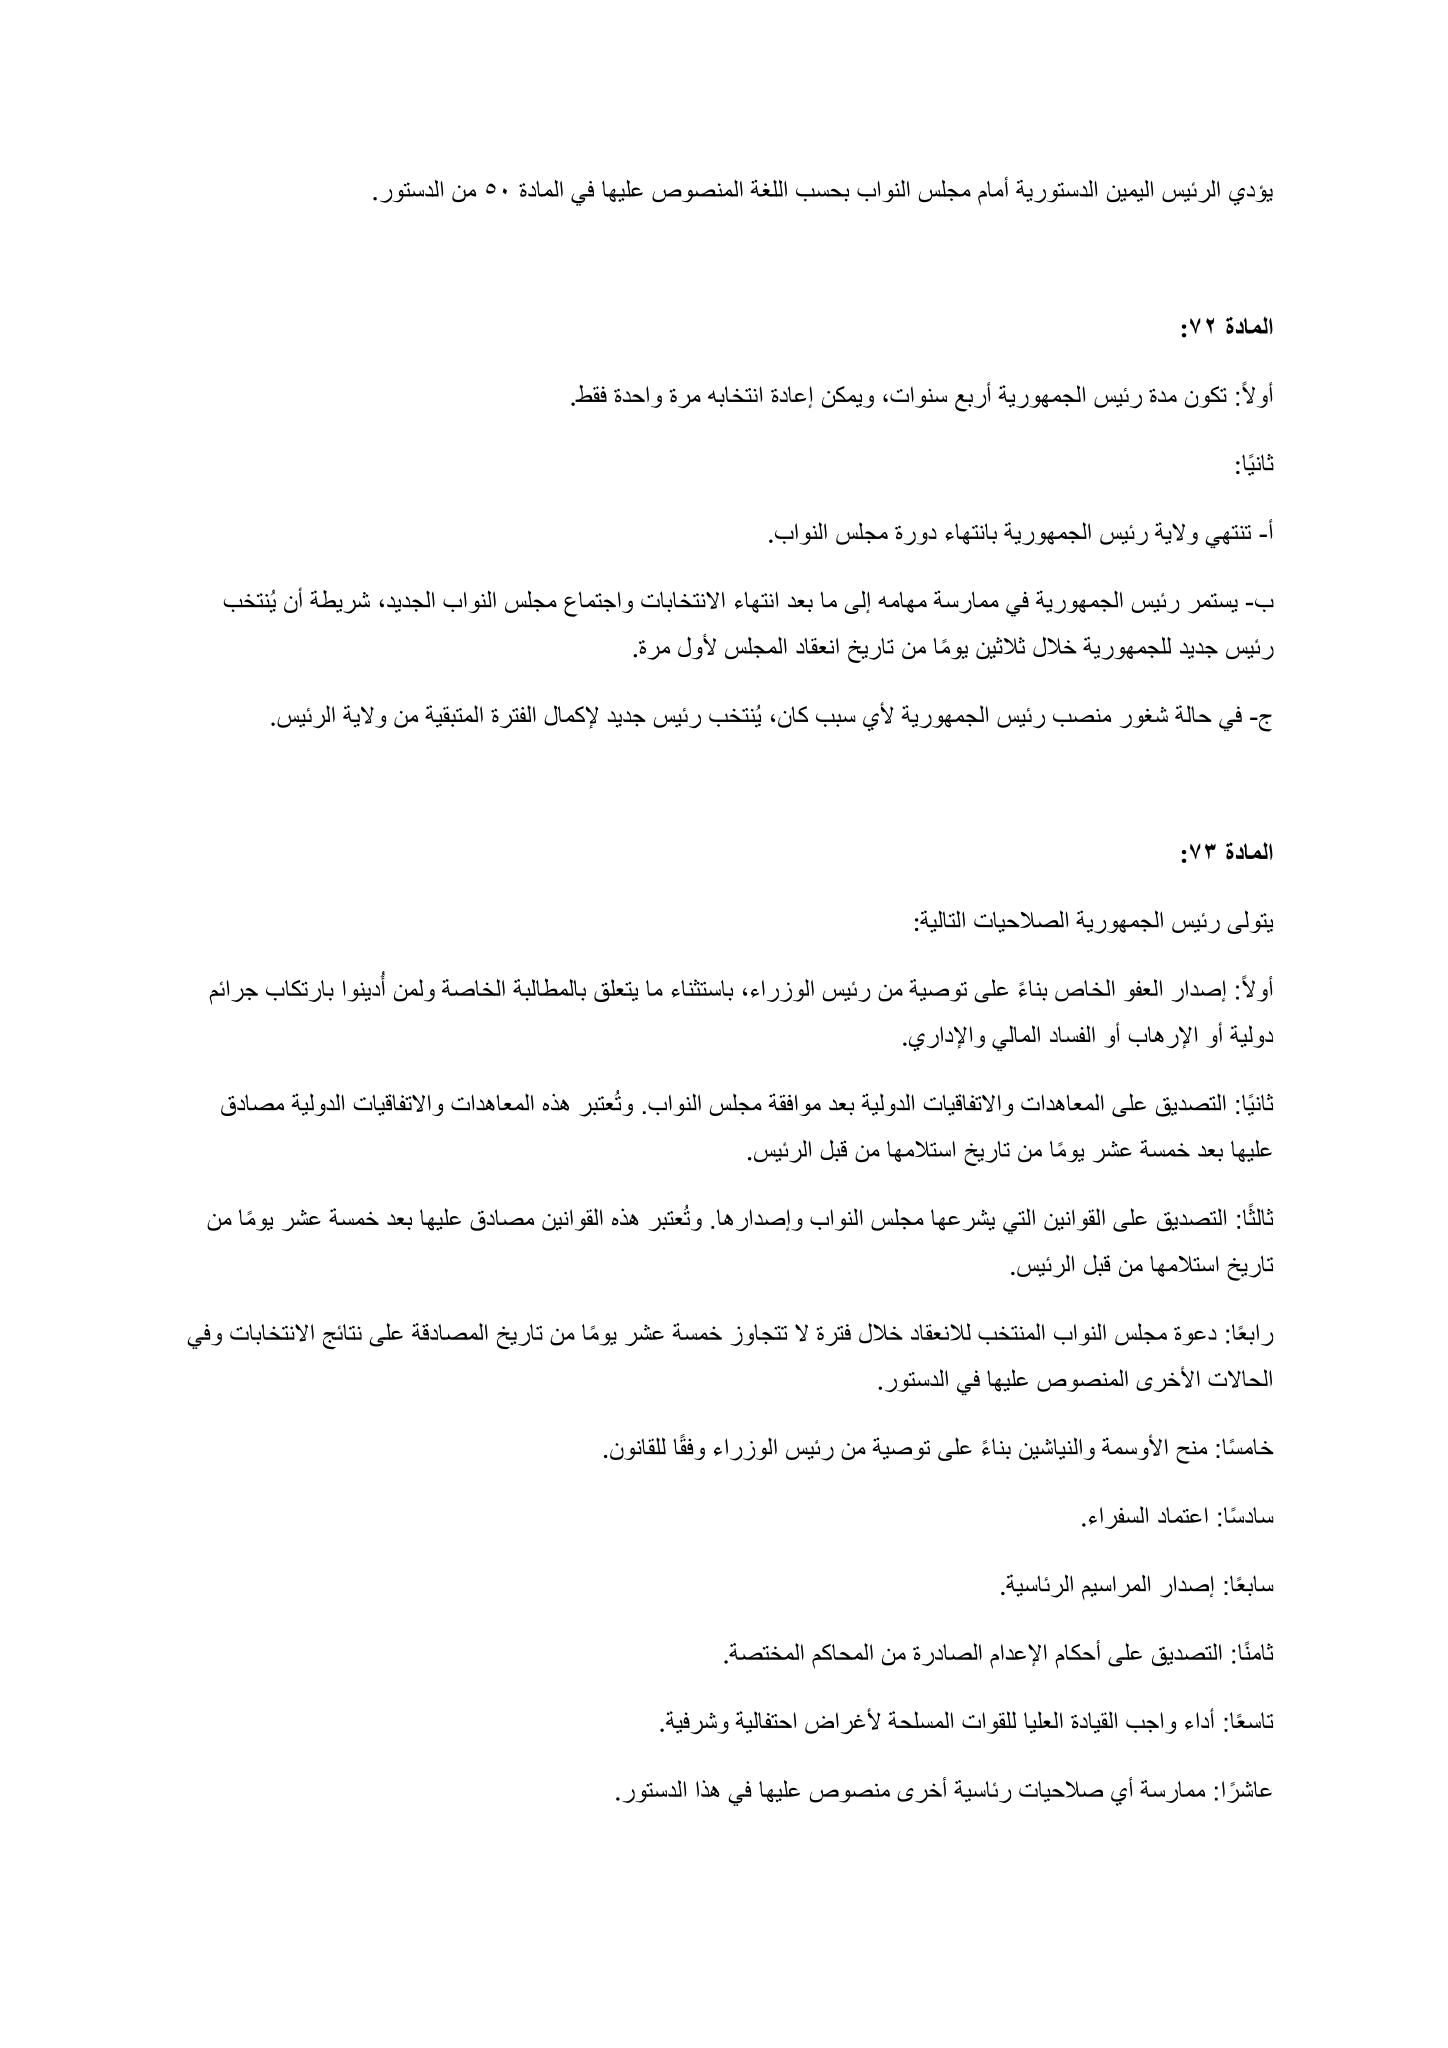 يؤدي الرئيس اليمين الدستورية أمام مجلس النواب بحسب اللغة المنصوص عليها في المادة ٥٠ من الدستور.
المادة ٧٢:
أولاً: تكون مدة رئيس الجمهورية أربع سنوات، ويمكن إعادة انتخابه مرة واحدة فقط.
ثانيًا:
أ- تنتهي ولاية رئيس الجمهورية بانتهاء دورة مجلس النواب.
ب- يستمر رئيس الجمهورية في ممارسة مهامه إلى ما بعد انتهاء الانتخابات واجتماع مجلس النواب الجديد، شريطة أن يُنتخب
رئيس جديد للجمهورية خلال ثلاثين يومًا من تاريخ انعقاد المجلس لأول مرة.
ج- في حالة شغور منصب رئيس الجمهورية لأي سبب كان، يُنتخب رئيس جديد لإكمال الفترة المتبقية من ولاية الرئيس.
المادة ٧٣:
يتولى رئيس الجمهورية الصلاحيات التالية:
أولاً: إصدار العفو الخاص بناءً على توصية من رئيس الوزراء، باستثناء ما يتعلق بالمطالبة الخاصة ولمن أُدينوا بارتكاب جرائم
دولية أو الإرهاب أو الفساد المالي والإداري.
ثانيًا: التصديق على المعاهدات والاتفاقيات الدولية بعد موافقة مجلس النواب. وتُعتبر هذه المعاهدات والاتفاقيات الدولية مصادق
عليها بعد خمسة عشر يومًا من تاريخ استلامها من قبل الرئيس.
ثالثًا: التصديق على القوانين التي يشرعها مجلس النواب وإصدارها. وتُعتبر هذه القوانين مصادق عليها بعد خمسة عشر يومًا من
تاريخ استلامها من قبل الرئيس.
رابعًا: دعوة مجلس النواب المنتخب للانعقاد خلال فترة لا تتجاوز خمسة عشر يومًا من تاريخ المصادقة على نتائج الانتخابات وفي
الحالات الأخرى المنصوص عليها في الدستور.
خامسًا: منح الأوسمة والنياشين بناءً على توصية من رئيس الوزراء وفقًا للقانون.
سادسًا: اعتماد السفراء.
سابعًا: إصدار المراسيم الرئاسية.
ثامنًا: التصديق على أحكام الإعدام الصادرة من المحاكم المختصة.
تاسعًا: أداء واجب القيادة العليا للقوات المسلحة لأغراض احتفالية وشرفية.
عاشرًا: ممارسة أي صلاحيات رئاسية أخرى منصوص عليها في هذا الدستور.